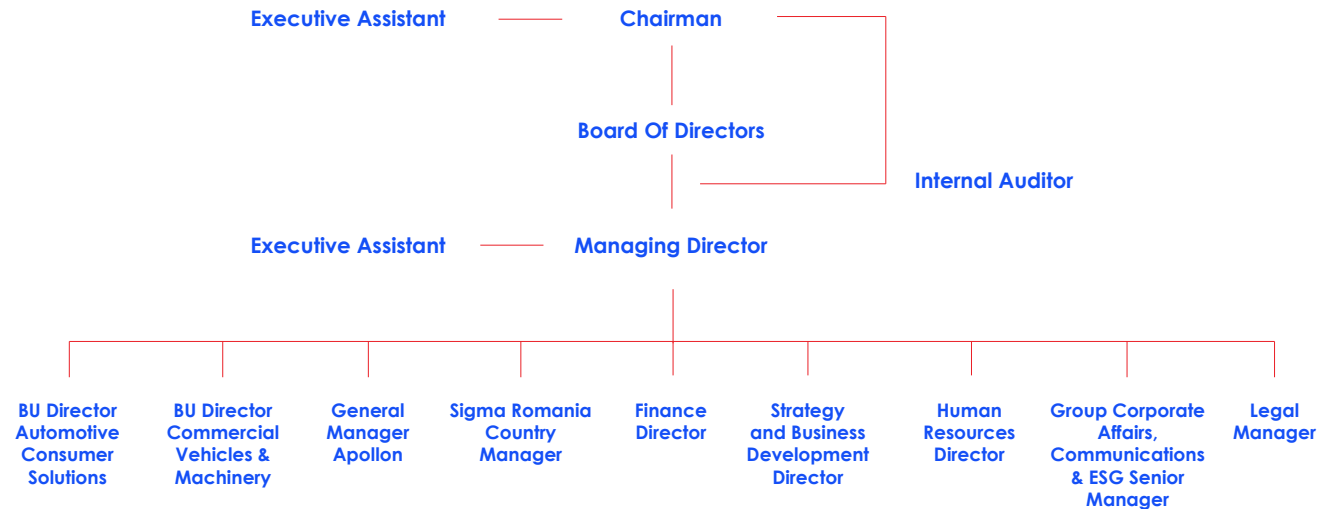 Executive Assistant
Chairman
Board Of Directors
Internal Auditor
Executive Assistant
Managing Director
BU Director
Automotive
Consumer
Solutions
BU Director
Commercial
Vehicles &
Machinery
General
Manager
Apollon
Sigma Romania
Country
Manager
Finance
Director
Strategy
and Business
Development
Director
Human
Resources
Director
Group Corporate
Affairs,
Communications
& ESG Senior
Manager
Legal
Manager